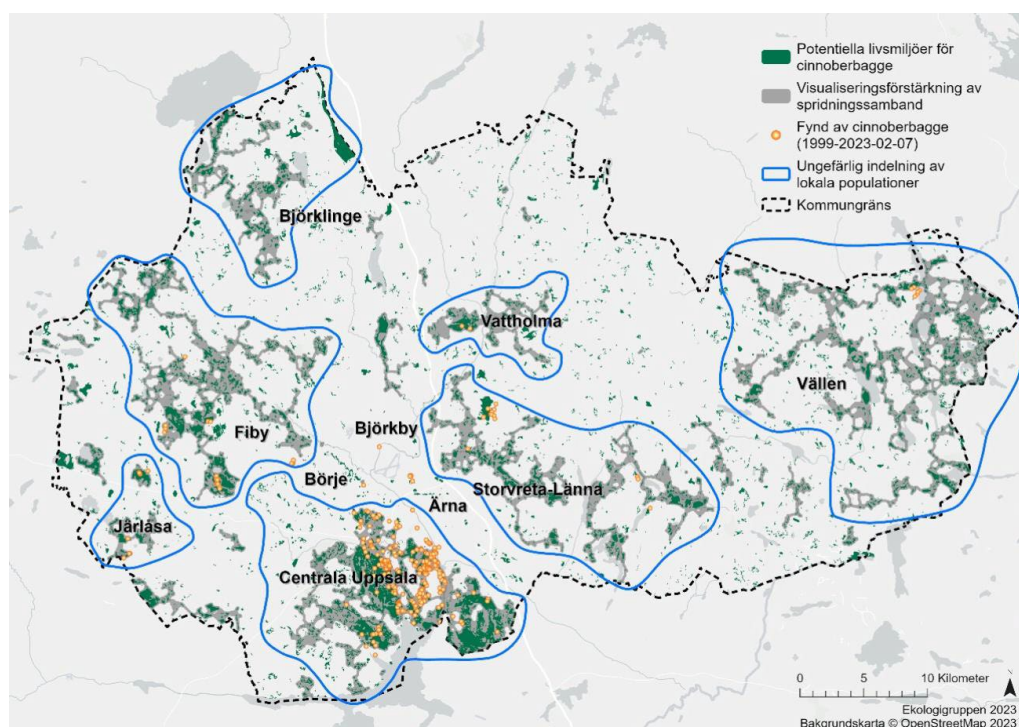 Potentiella livsmiljöer för
cinnoberbagge
Visualiseringsförstärkning av
spridningssamband
Fynd av cinnoberbagge
(1999-2023-02-07)
Ungefärlig indelning av
lokala populationer
Kommungräns
Björklinge
Vattholma
Vällen
Fiby
Björkby
Börje
Storvreta-Länna
Ärna
Järlåsa
Centrala Uppsala
N
0 5 10 Kilometer
Ekologigruppen 2023
Bakgrundskarta © OpenStreetMap 2023